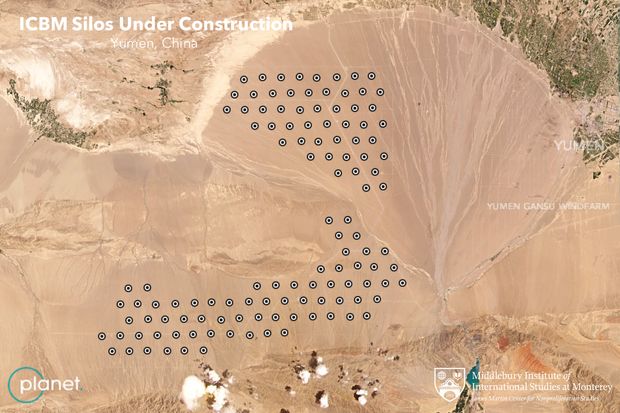 ICBM Silos Under Construction
Yumen, China
YUMEN
YUMEN GANSU WINDFARM
planet.
Middlebury Institute of
International Studies at Monterey
James Martin Center for Nonproliferation Studies